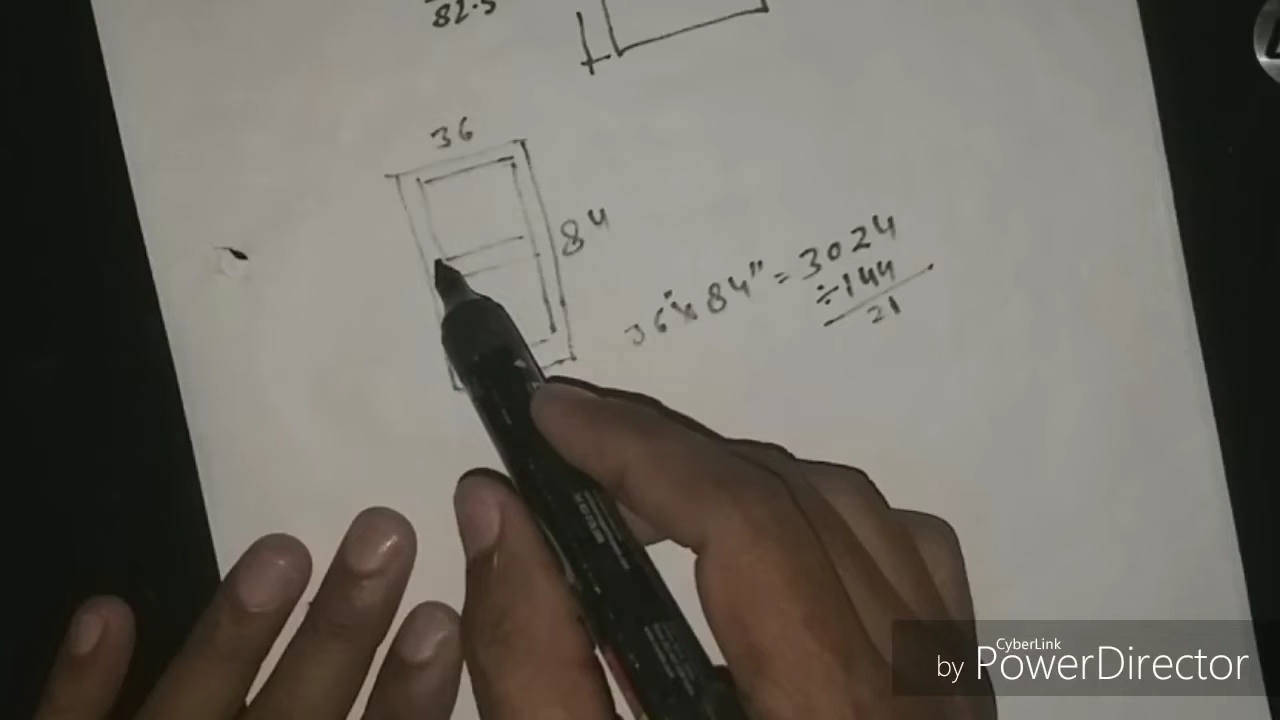 82.5
36
84
36"x84" = 3024
÷144
21
CyberLink
by PowerDirector